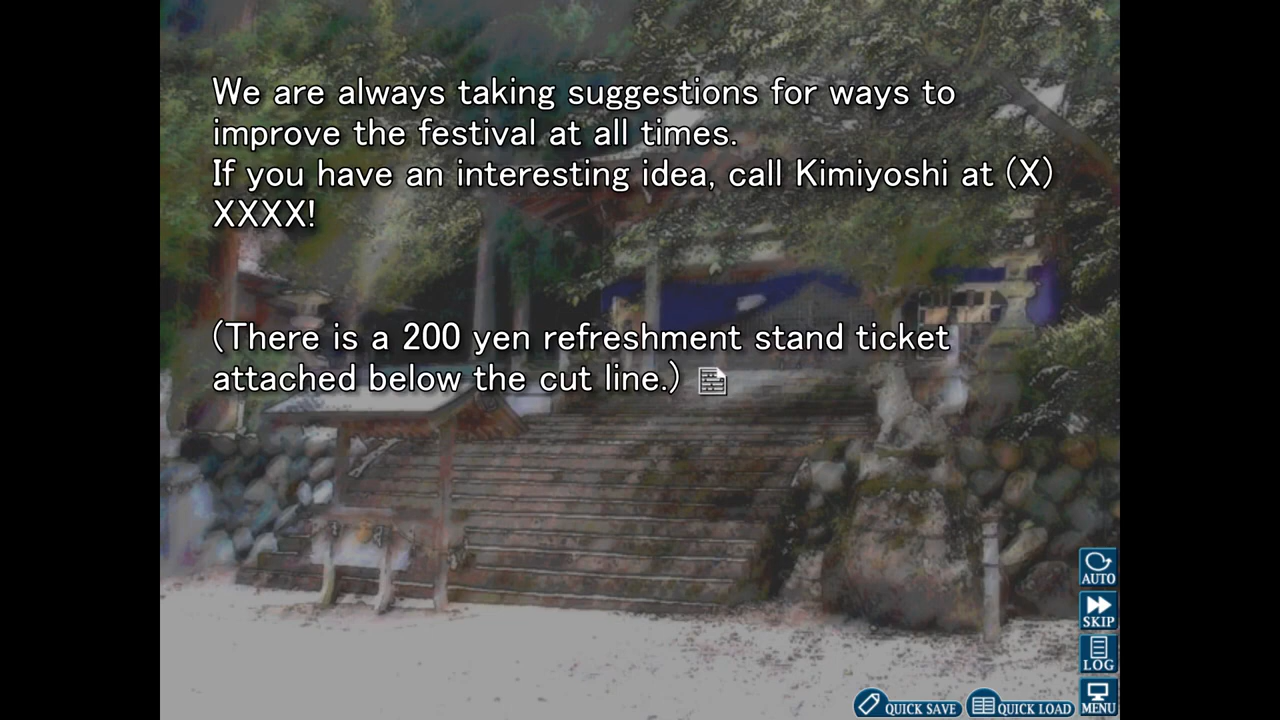 We are always taking suggestions for ways to
improve the festival at all times.
If you have an interesting idea, call Kimiyoshi at (X)
XXXX!
(There is a 200 yen refreshment stand ticket
attached below the cut line.)
AUTO
SKIP
LOG
QUICK SAVE
QUICK LOAD
MENU